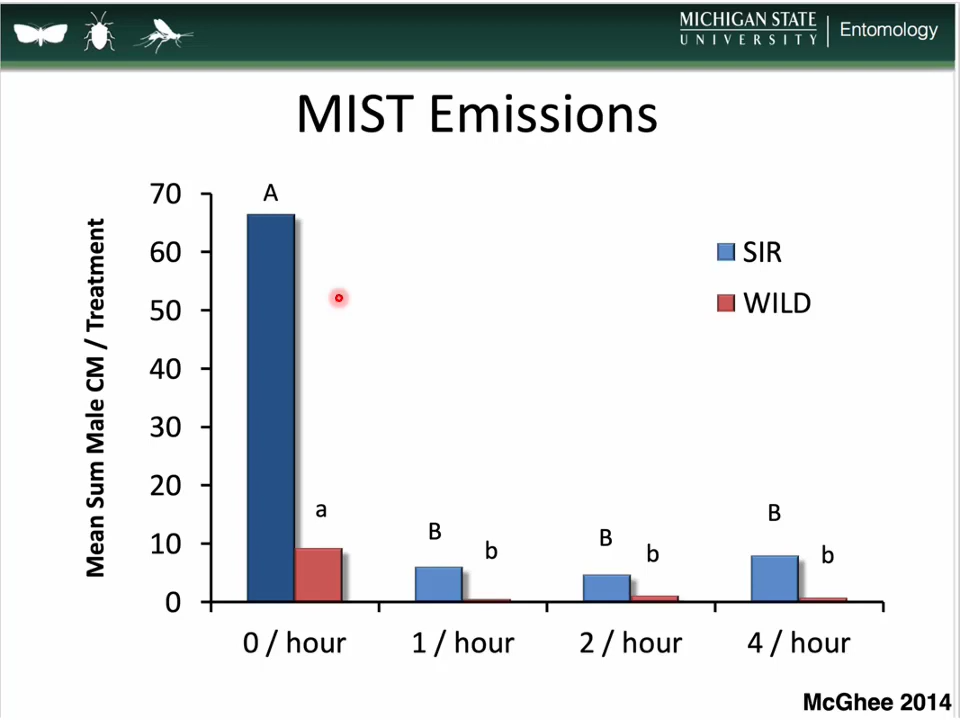 MICHIGAN STATE
UNIVERSITY
Entomology
MIST Emissions
Mean Sum Male CM / Treatment
70
60
50
40
30
20
10
0
A
a
B
b
B
b
B
b
SIR
WILD
0 / hour
1 / hour
2 / hour
4 / hour
McGhee 2014